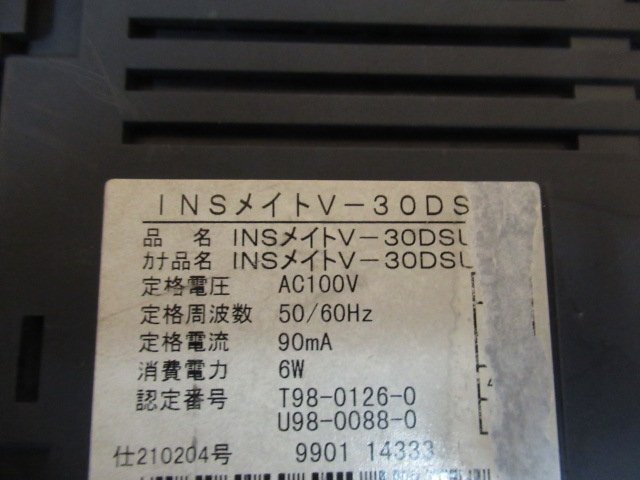 INSメイトV－30DS
品　名　INSメイトV－30DSU
ｶﾅ品名　INSメイトV－30DSU
定格電圧　AC100V
定格周波数　50/60Hz
定格電流　90mA
消費電力　6W
認定番号　T98-0126-0
U98-0088-0
仕210204号　9901 14333